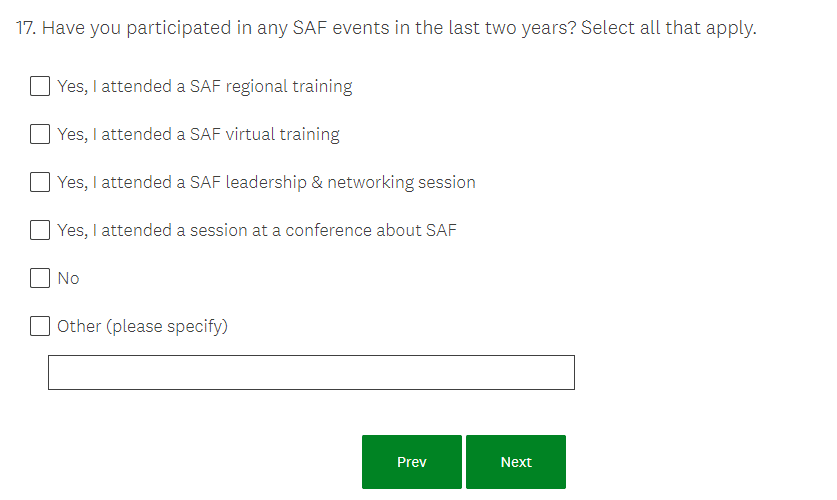 17. Have you participated in any SAF events in the last two years? Select all that apply.
Yes, I attended a SAF regional training
Yes, I attended a SAF virtual training
Yes, I attended a SAF leadership & networking session
Yes, I attended a session at a conference about SAF
No
Other (please specify)
Prev
Next